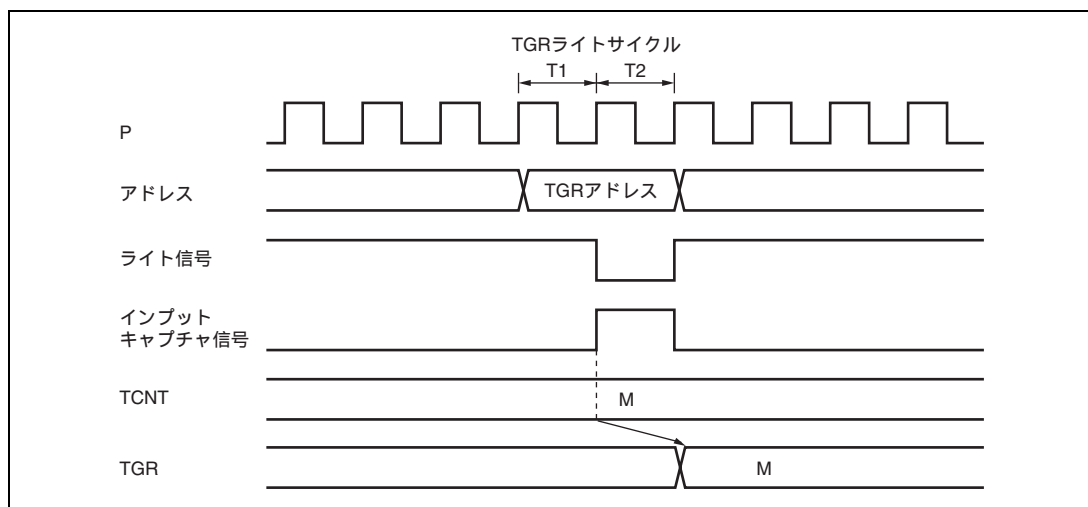 TGRライトサイクル
T1
T2
P
アドレス
TGRアドレス
ライト信号
インプット
キャプチャ信号
TCNT
M
TGR
M